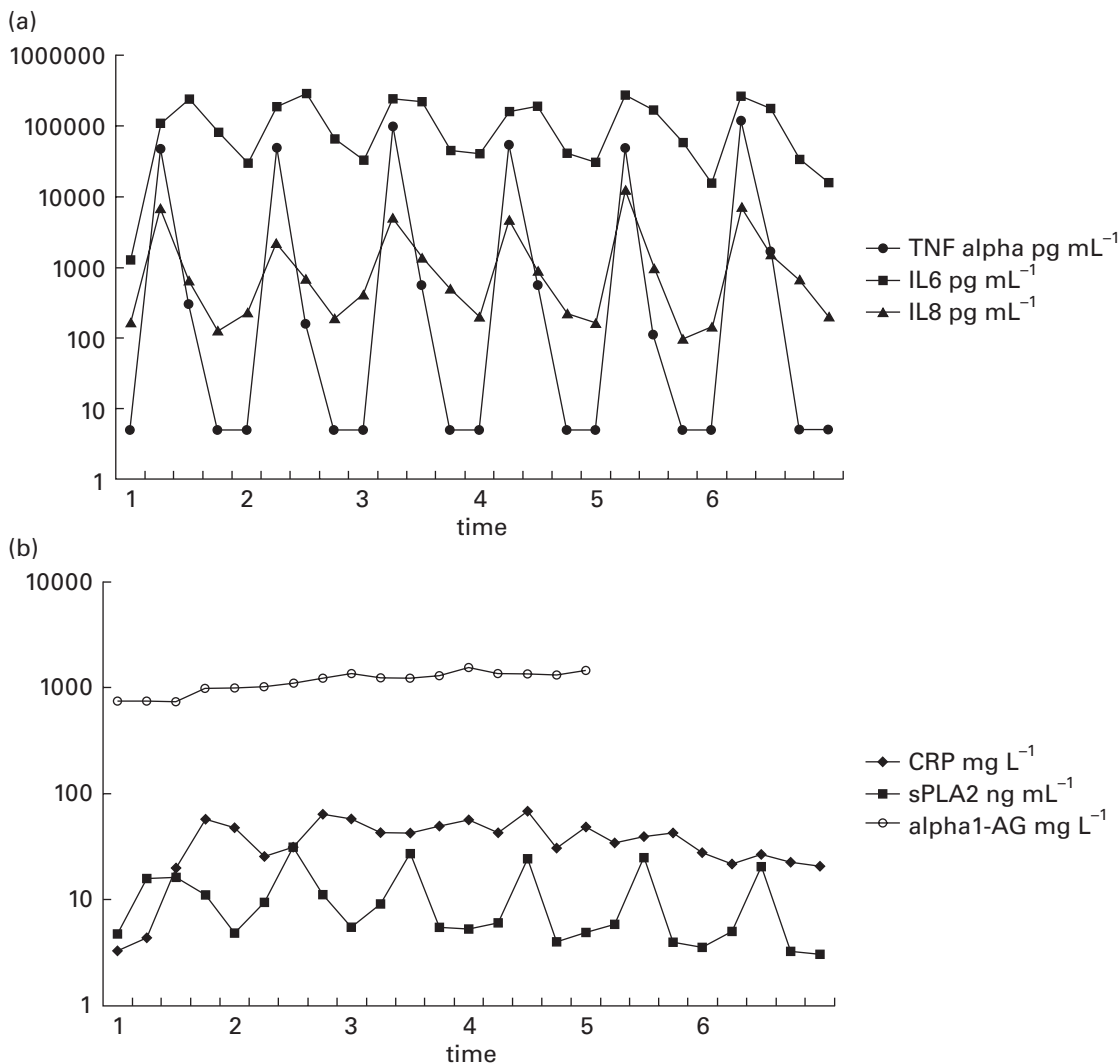 (a)
1000000
100000
10000
1000
100
10
1
1 2 3 4 5 6
time
TNF alpha pg mL⁻¹
IL6 pg mL⁻¹
IL8 pg mL⁻¹
(b)
10000
1000
100
10
1
1 2 3 4 5 6
time
CRP mg L⁻¹
sPLA2 ng mL⁻¹
alpha1-AG mg L⁻¹